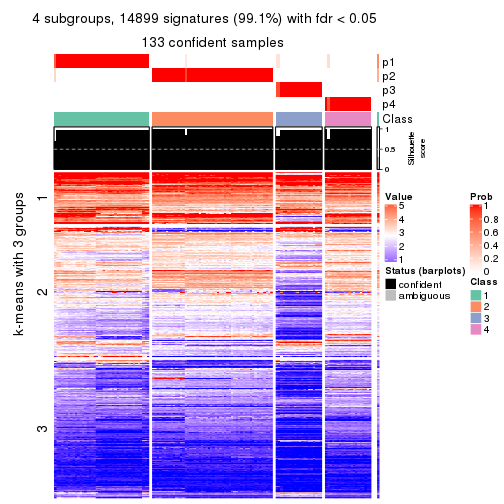 4 subgroups, 14899 signatures (99.1%) with fdr < 0.05
133 confident samples
p1
p2
p3
p4
Class
1
0.5
0
Silhouette
score
k-means with 3 groups
1
2
3
Value
5
4
3
2
1
Status (barplots)
confident
ambiguous
Prob
1
0.8
0.6
0.4
0.2
0
Class
1
2
3
4